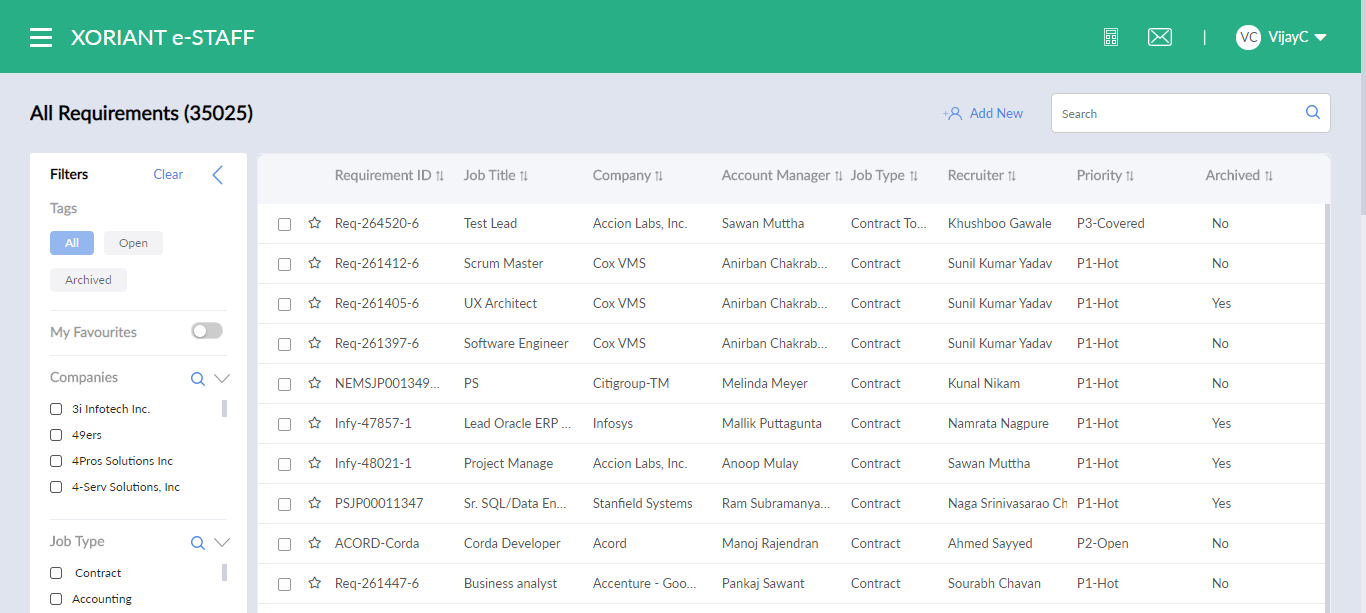 XORIANT e-STAFF
| VC VijayC
All Requirements (35025)
Add New
Search
Filters Clear
Tags
All Open
Archived
My Favourites
Companies
3i Infotech Inc.
49ers
4Pros Solutions Inc
4-Serv Solutions, Inc
Job Type
Contract
Accounting
Requirement ID Job Title Company Account Manager Job Type Recruiter Priority Archived
Req-264520-6 Test Lead Accion Labs, Inc. Sawan Muttha Contract To... Khushboo Gawale P3-Covered No
Req-261412-6 Scrum Master Cox VMS Anirban Chakrab... Contract Sunil Kumar Yadav P1-Hot No
Req-261405-6 UX Architect Cox VMS Anirban Chakrab... Contract Sunil Kumar Yadav P1-Hot Yes
Req-261397-6 Software Engineer Cox VMS Anirban Chakrab... Contract Sunil Kumar Yadav P1-Hot No
NEMSJP001349... PS Citigroup-TM Melinda Meyer Contract Kunal Nikam P1-Hot No
Infy-47857-1 Lead Oracle ERP ... Infosys Mallik Puttagunta Contract Namrata Nagpure P1-Hot Yes
Infy-48021-1 Project Manage Accion Labs, Inc. Anoop Mulay Contract Sawan Muttha P1-Hot Yes
PSJP00011347 Sr. SQL/Data En... Stanfield Systems Ram Subramanya... Contract Naga Srinivasarao Ch P1-Hot Yes
ACORD-Corda Corda Developer Acord Manoj Rajendran Contract Ahmed Sayyed P2-Open No
Req-261447-6 Business analyst Accenture - Goo... Pankaj Sawant Contract Sourabh Chavan P1-Hot No